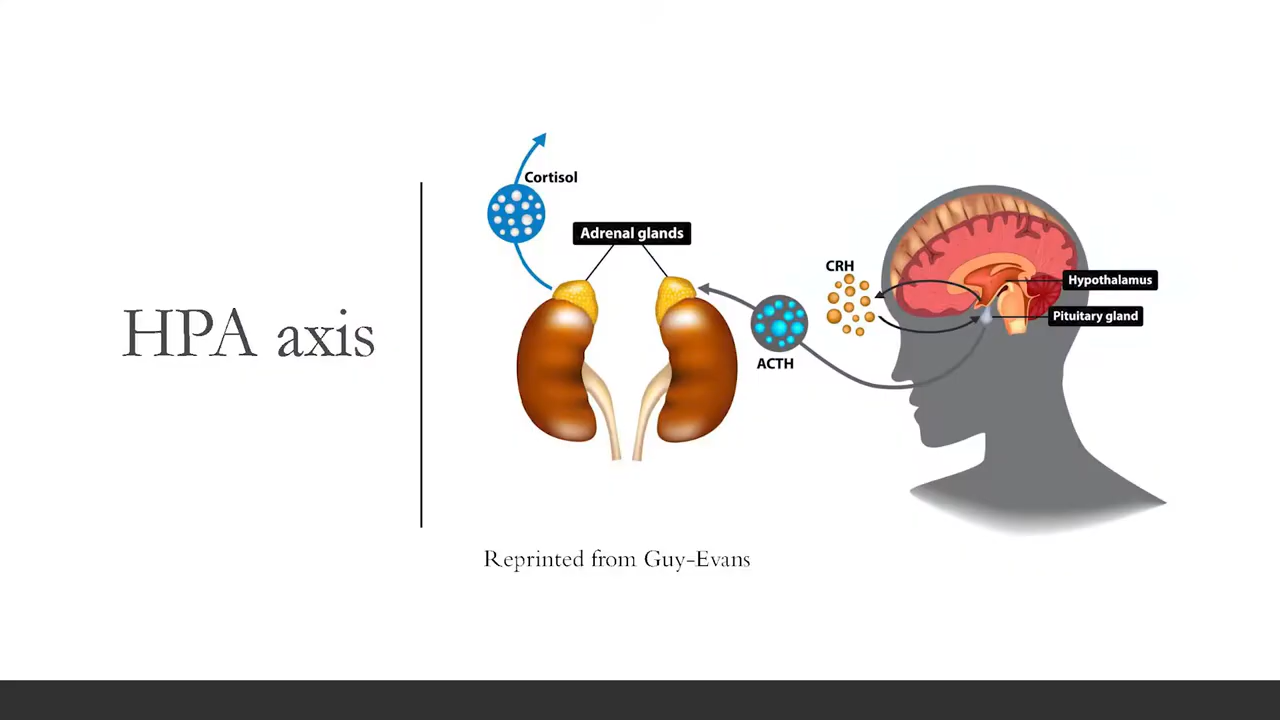 HPA axis
Cortisol
Adrenal glands
CRH
Hypothalamus
Pituitary gland
ACTH
Reprinted from Guy-Evans